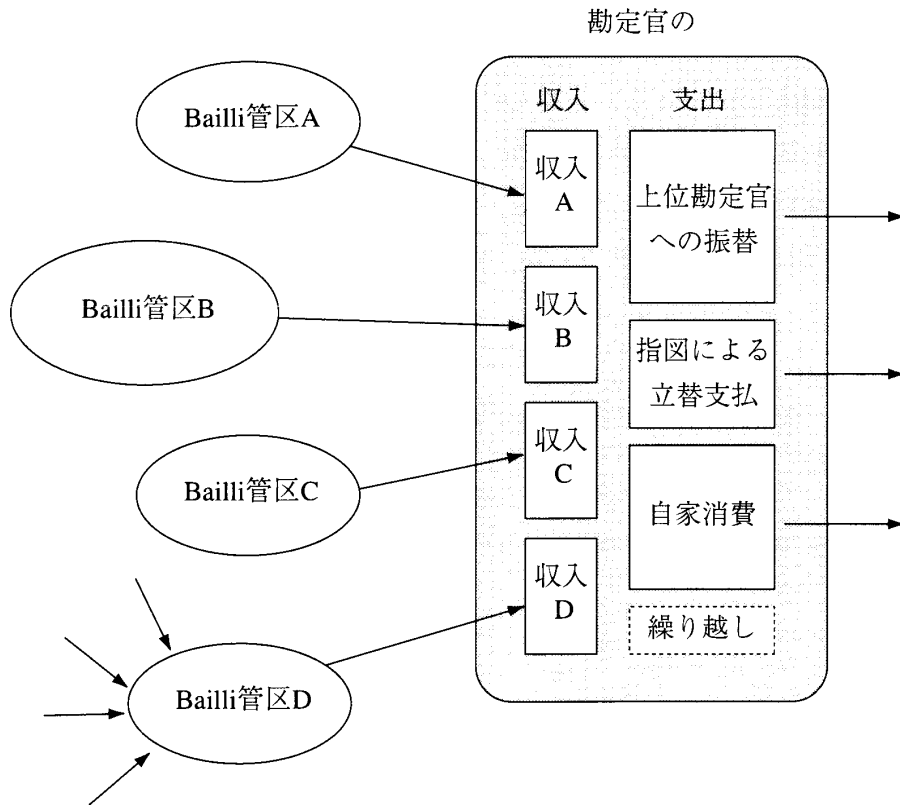 勘定官の
収入
支出
Bailli管区A
Bailli管区B
Bailli管区C
Bailli管区D
収入
A
収入
B
収入
C
収入
D
上位勘定官
への振替
指図による
立替支払
自家消費
繰り越し